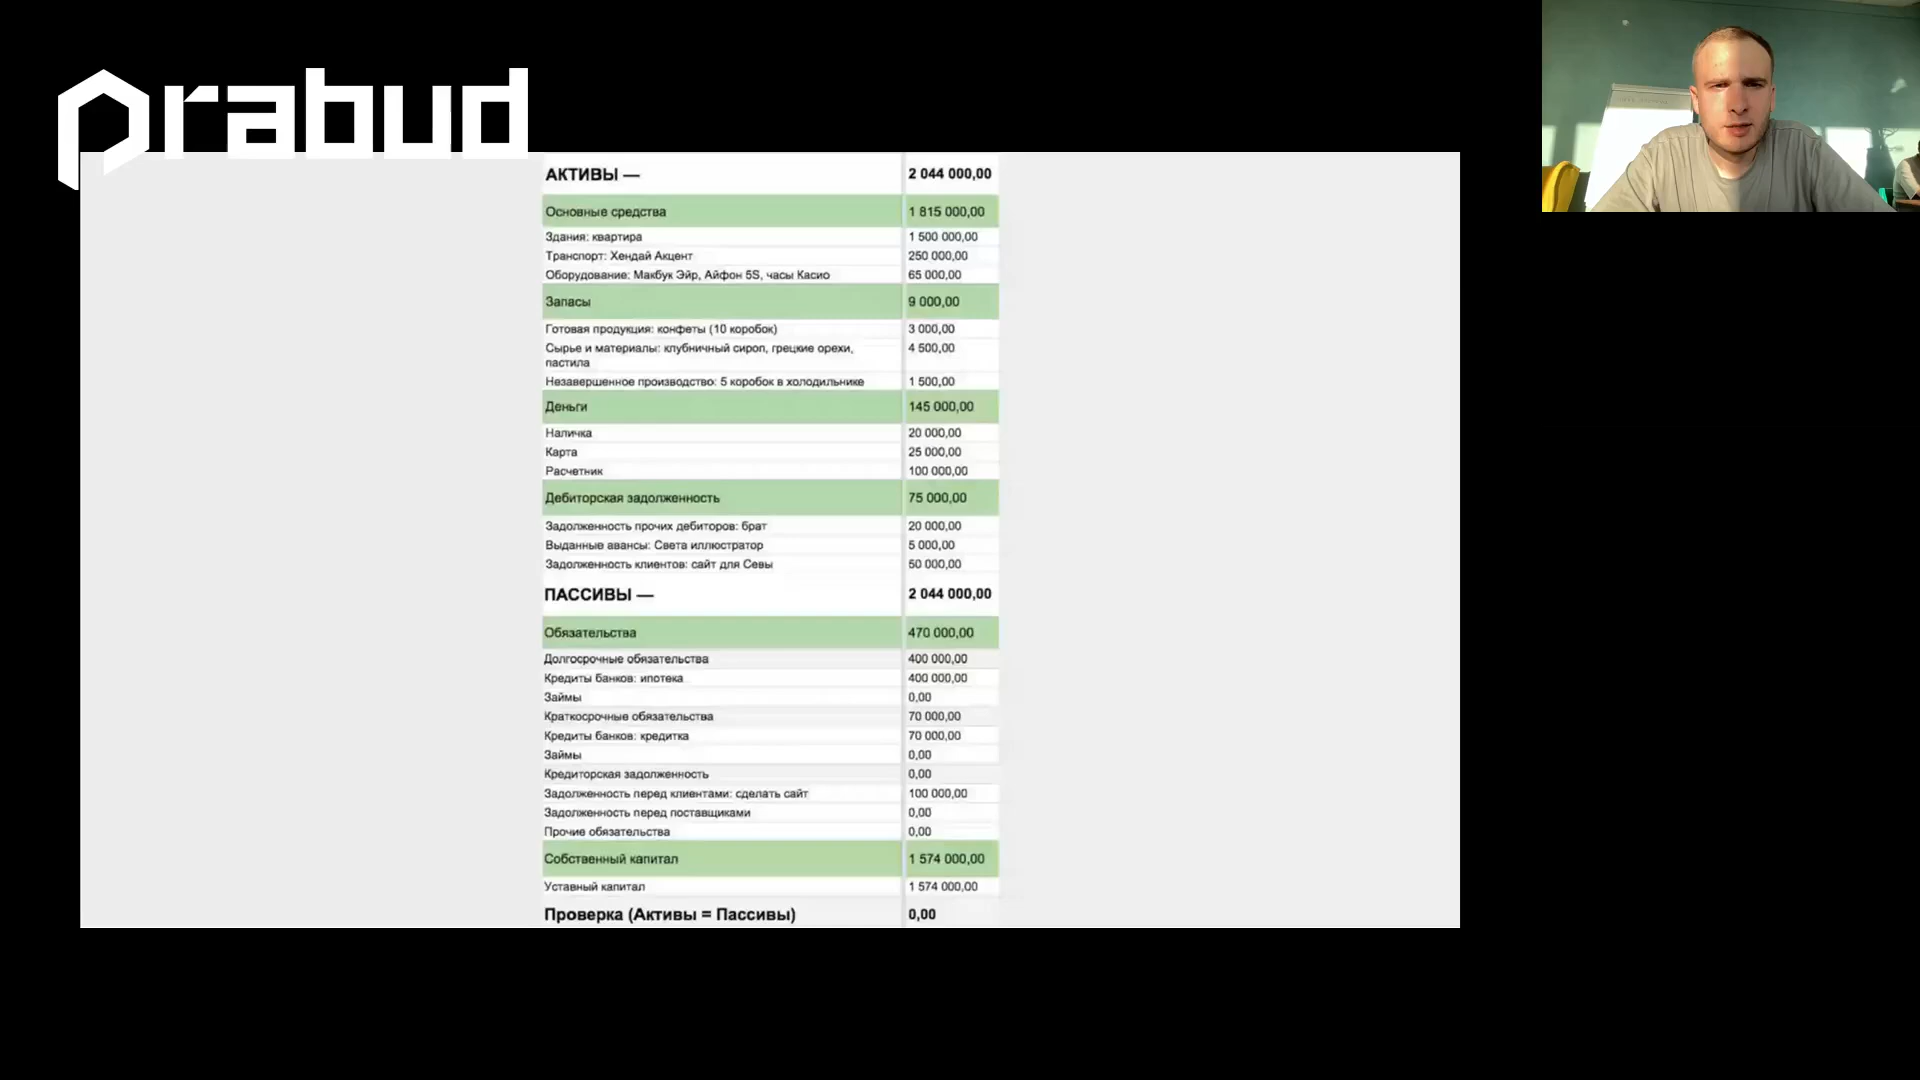 prabud
АКТИВЫ — 2 044 000,00
Основные средства 1 815 000,00
Здания: квартира 1 500 000,00
Транспорт: Хендай Акцент 250 000,00
Оборудование: Макбук Эйр, Айфон 5S, часы Касио 65 000,00
Запасы 9 000,00
Готовая продукция: конфеты (10 коробок) 3 000,00
Сырье и материалы: клубничный сироп, грецкие орехи, 4 500,00
пастила
Незавершенное производство: 5 коробок в холодильнике 1 500,00
Деньги 145 000,00
Наличка 20 000,00
Карта 25 000,00
Расчетник 100 000,00
Дебиторская задолженность 75 000,00
Задолженность прочих дебиторов: брат 20 000,00
Выданные авансы: Света иллюстратор 5 000,00
Задолженность клиентов: сайт для Севы 50 000,00
ПАССИВЫ — 2 044 000,00
Обязательства 470 000,00
Долгосрочные обязательства 400 000,00
Кредиты банков: ипотека 400 000,00
Займы 0,00
Краткосрочные обязательства 70 000,00
Кредиты банков: кредитка 70 000,00
Займы 0,00
Кредиторская задолженность 0,00
Задолженность перед клиентами: сделать сайт 100 000,00
Задолженность перед поставщиками 0,00
Прочие обязательства 0,00
Собственный капитал 1 574 000,00
Уставный капитал 1 574 000,00
Проверка (Активы = Пассивы) 0,00